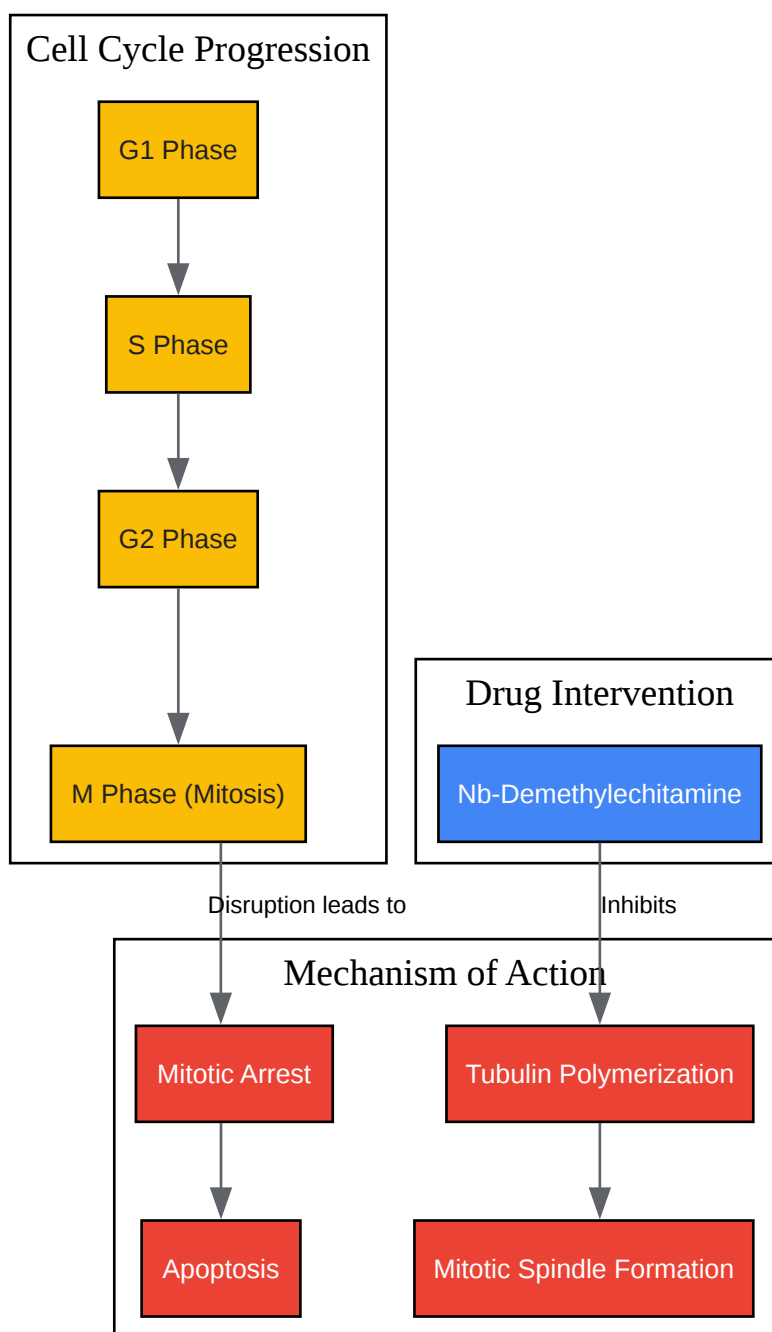 Cell Cycle Progression
G1 Phase
S Phase
G2 Phase
M Phase (Mitosis)
Drug Intervention
Nb-Demethylechitamine
Disruption leads to
Inhibits
Mechanism of Action
Mitotic Arrest
Tubulin Polymerization
Apoptosis
Mitotic Spindle Formation